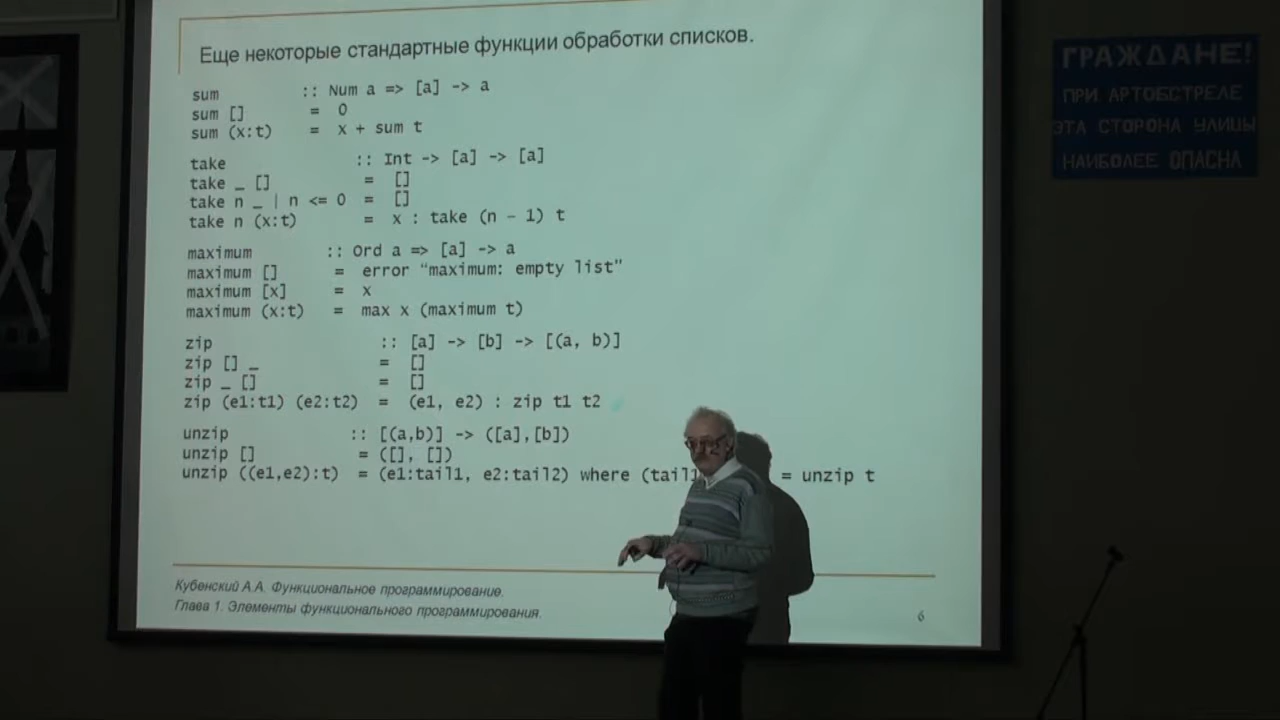 Еще некоторые стандартные функции обработки списков.
sum :: Num a => [a] -> a
sum [] = 0
sum (x:t) = x + sum t
take :: Int -> [a] -> [a]
take _ [] = []
take n _ | n <= 0 = []
take n (x:t) = x : take (n - 1) t
maximum :: Ord a => [a] -> a
maximum [] = error “maximum: empty list”
maximum [x] = x
maximum (x:t) = max x (maximum t)
zip :: [a] -> [b] -> [(a, b)]
zip [] _ = []
zip _ [] = []
zip (e1:t1) (e2:t2) = (e1, e2) : zip t1 t2
unzip :: [(a,b)] -> ([a],[b])
unzip [] = ([], [])
unzip ((e1,e2):t) = (e1:tail1, e2:tail2) where (tail1 = unzip t
Кубенский А.А. Функциональное программирование.
Глава 1. Элементы функционального программирования.
6
ГРАЖДАНЕ!
ПРИ АРТОБСТРЕЛЕ
ЭТА СТОРОНА УЛИЦЫ
НАИБОЛЕЕ ОПАСНА